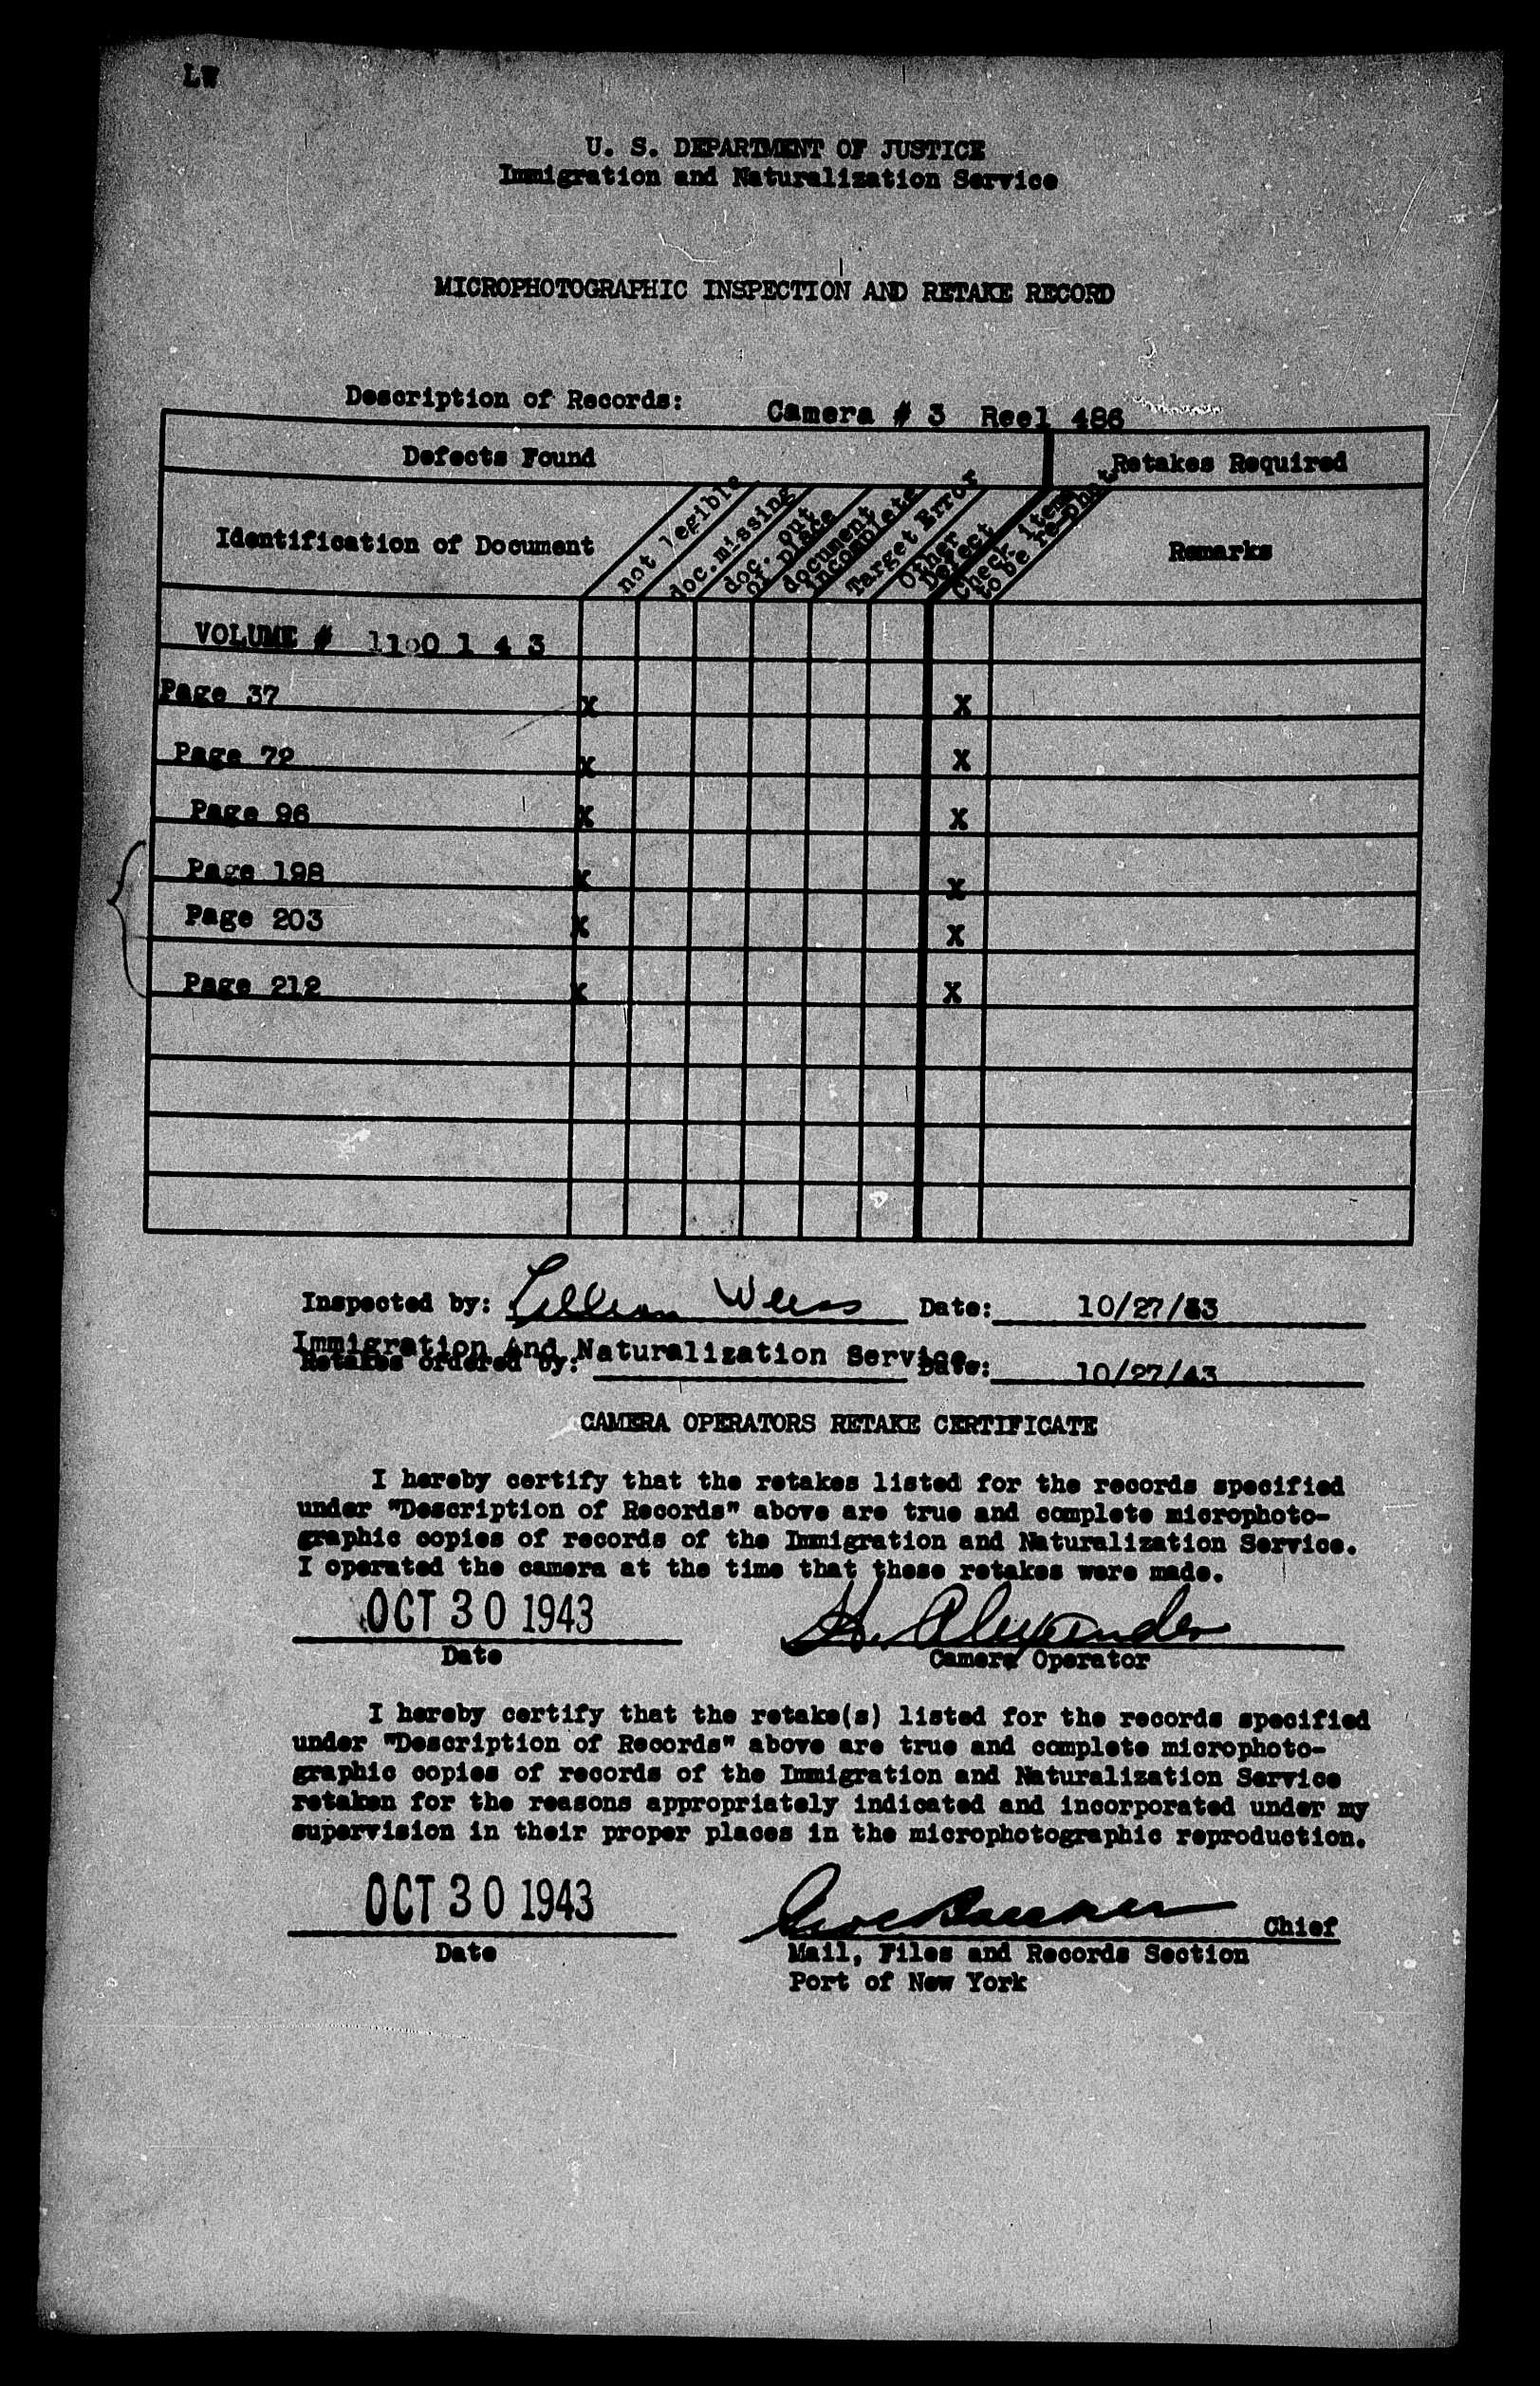 LW
U. S. DEPARTMENT OF JUSTICE
Immigration and Naturalization Service
MICROPHOTOGRAPHIC INSPECTION AND RETAKE RECORD
Description of Records: Camera # 3 Reel 486
Defects Found Retakes Required
Identification of Document not legible doc.missing doc. out of place document incomplete Target Error Other Defect Check items to be re-phot. Remarks
VOLUME # 1 4 3
Page 37 X X
Page 72 X X
Page 96 X X
Page 198 X X
Page 203 X X
Page 212 X X
Inspected by: Lillian Weiss Date: 10/27/
Immigration And Naturalization Service
Retakes ordered by: Date: 10/27/43
CAMERA OPERATORS RETAKE CERTIFICATE
I hereby certify that the retakes listed for the records specified
under "Description of Records" above are true and complete microphoto-
graphic copies of records of the Immigration and Naturalization Service.
I operated the camera at the time that these retakes were made.
OCT 30 1943 H. Alexander
Date Camera Operator
I hereby certify that the retake(s) listed for the records specified
under "Description of Records" above are true and complete microphoto-
graphic copies of records of the Immigration and Naturalization Service
retaken for the reasons appropriately indicated and incorporated under my
supervision in their proper places in the microphotographic reproduction.
OCT 30 1943 Chief
Date Mail, Files and Records Section
Port of New York